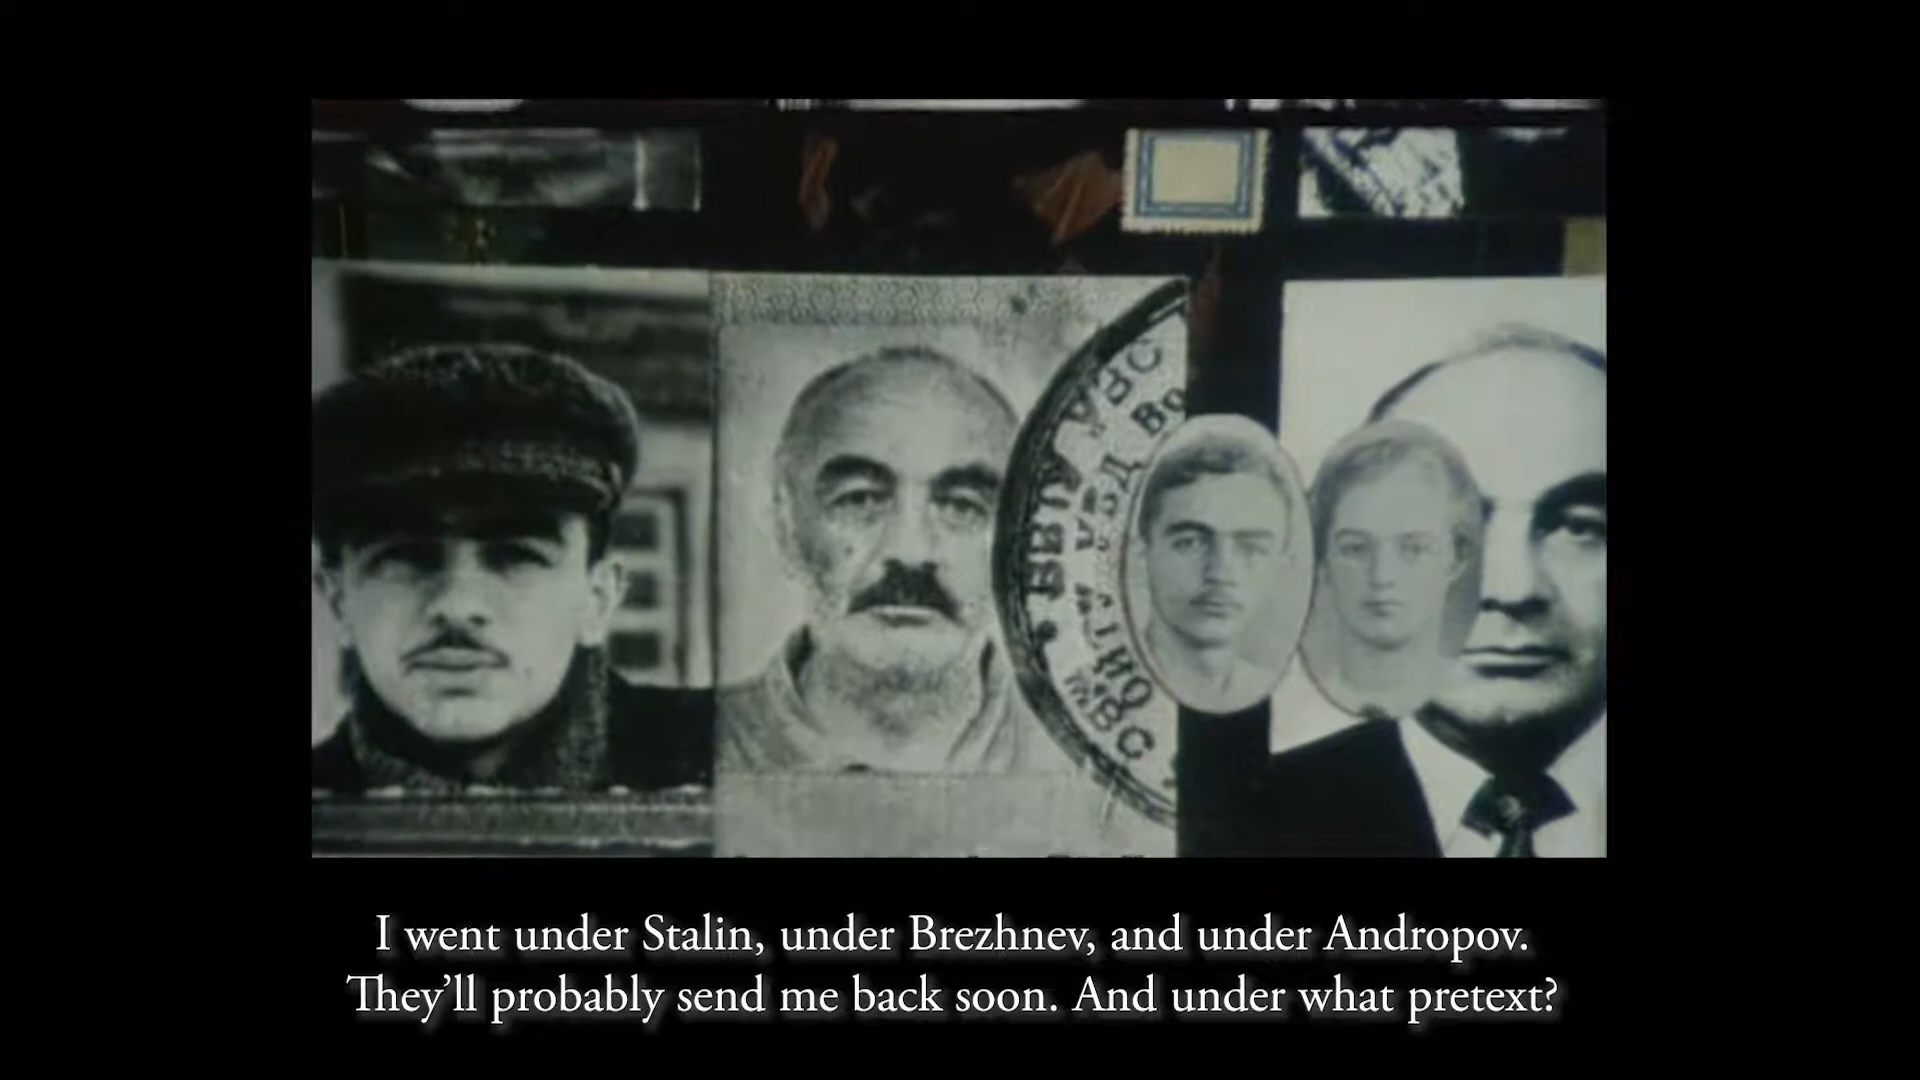 I went under Stalin, under Brezhnev, and under Andropov.
They'll probably send me back soon. And under what pretext?